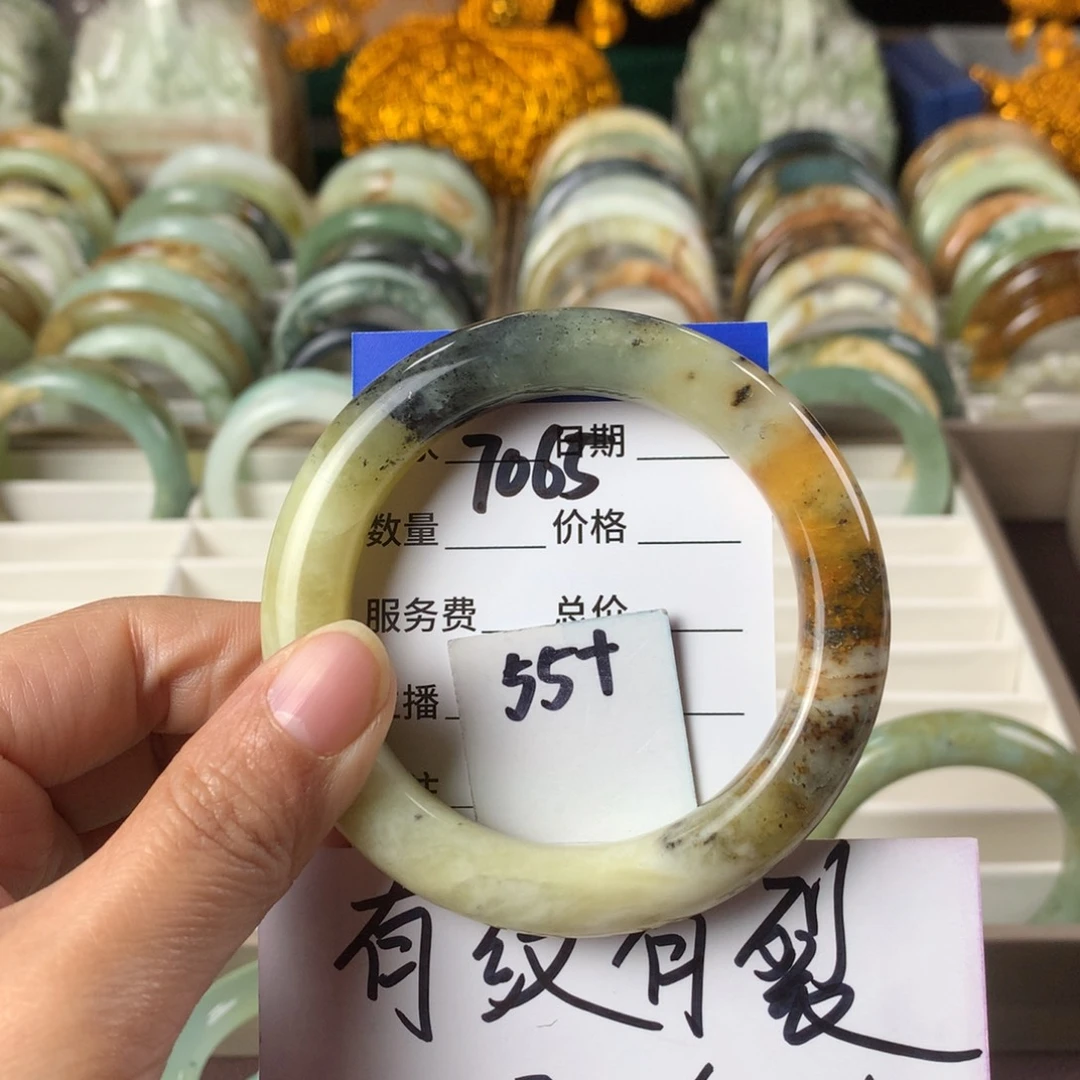 7065 日期
数量 价格
服务费 总价
55+
播
有纹有裂